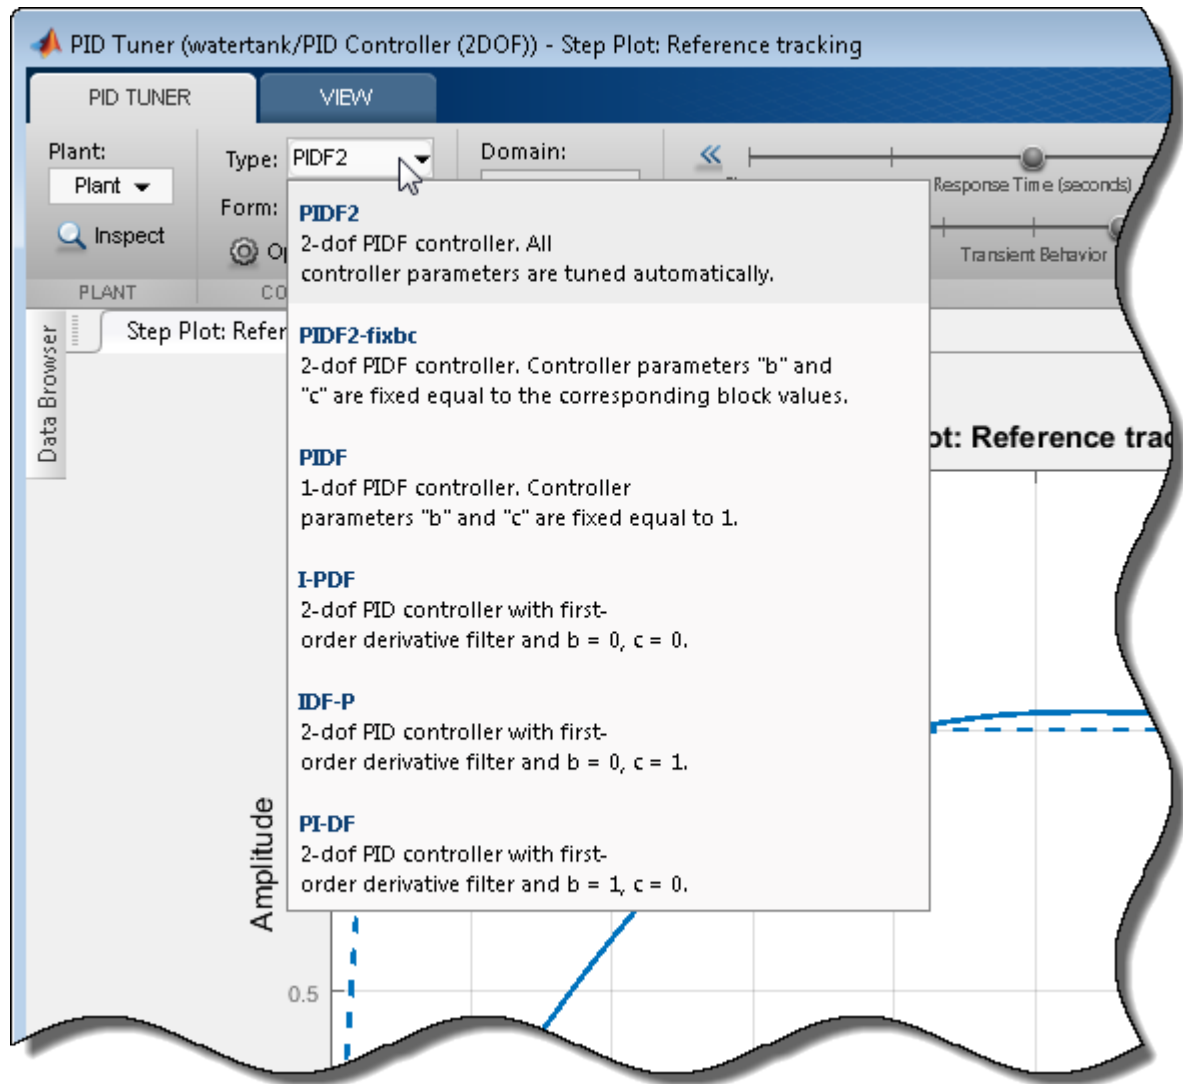 PID Tuner (watertank/PID Controller (2DOF)) - Step Plot: Reference tracking
PID TUNER
VIEW
Plant:
Plant
Inspect
PLANT
Type: PIDF2
Form:
Domain:
Response Time (seconds)
Transient Behavior
Data Browser
Step Plot: Refer
PIDF2
2-dof PIDF controller. All
controller parameters are tuned automatically.
PIDF2-fixbc
2-dof PIDF controller. Controller parameters "b" and
"c" are fixed equal to the corresponding block values.
PIDF
1-dof PIDF controller. Controller
parameters "b" and "c" are fixed equal to 1.
I-PDF
2-dof PID controller with first-
order derivative filter and b = 0, c = 0.
IDF-P
2-dof PID controller with first-
order derivative filter and b = 0, c = 1.
PI-DF
2-dof PID controller with first-
order derivative filter and b = 1, c = 0.
ot: Reference trac
Amplitude
0.5